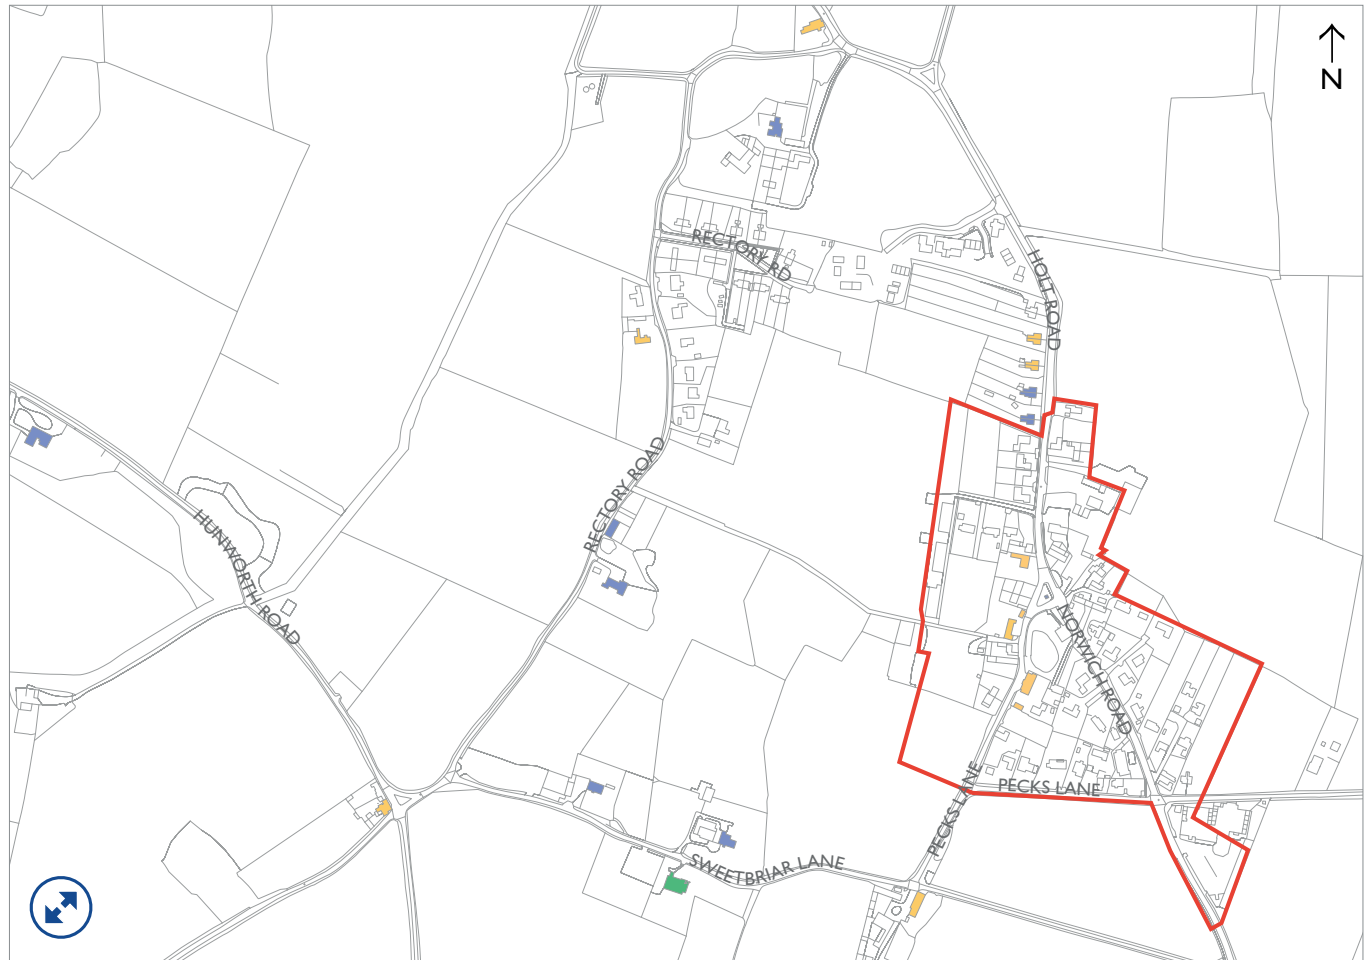 N
RECTORY RD
HOLT ROAD
RECTORY ROAD
HUNWORTH ROAD
NORWICH ROAD
PECKS LANE
PECKS LANE
SWEETBRIAR LANE